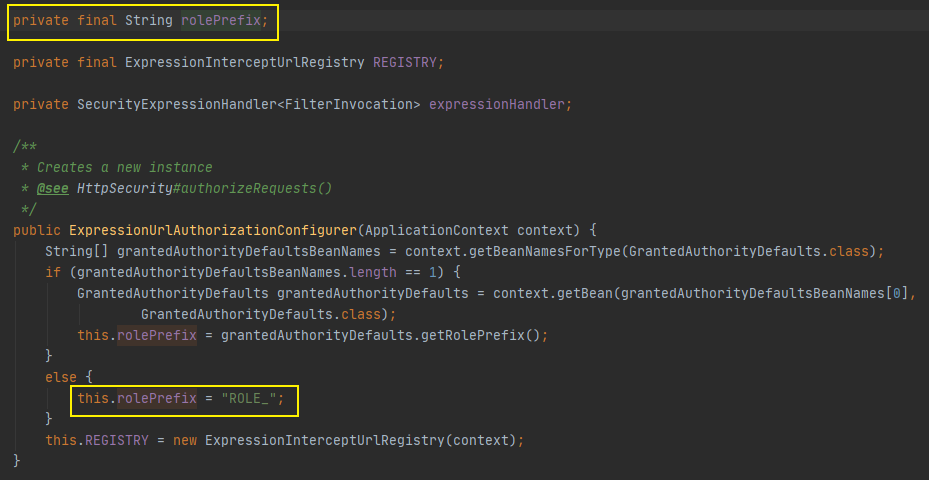 private final String rolePrefix;
private final ExpressionInterceptUrlRegistry REGISTRY;
private SecurityExpressionHandler<FilterInvocation> expressionHandler;
/**
 * Creates a new instance
 * @see HttpSecurity#authorizeRequests()
 */
public ExpressionUrlAuthorizationConfigurer(ApplicationContext context) {
    String[] grantedAuthorityDefaultsBeanNames = context.getBeanNamesForType(GrantedAuthorityDefaults.class);
    if (grantedAuthorityDefaultsBeanNames.length == 1) {
        GrantedAuthorityDefaults grantedAuthorityDefaults = context.getBean(grantedAuthorityDefaultsBeanNames[0],
                GrantedAuthorityDefaults.class);
        this.rolePrefix = grantedAuthorityDefaults.getRolePrefix();
    }
    else {
        this.rolePrefix = "ROLE_";
    }
    this.REGISTRY = new ExpressionInterceptUrlRegistry(context);
}